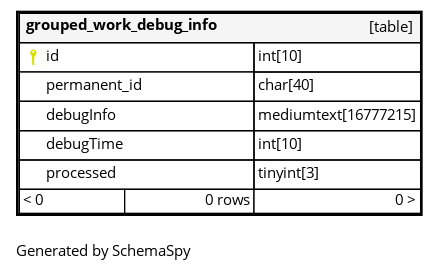 grouped_work_debug_info [table]
id int[10]
permanent_id char[40]
debugInfo mediumtext[16777215]
debugTime int[10]
processed tinyint[3]
< 0 0 rows 0 >
Generated by SchemaSpy